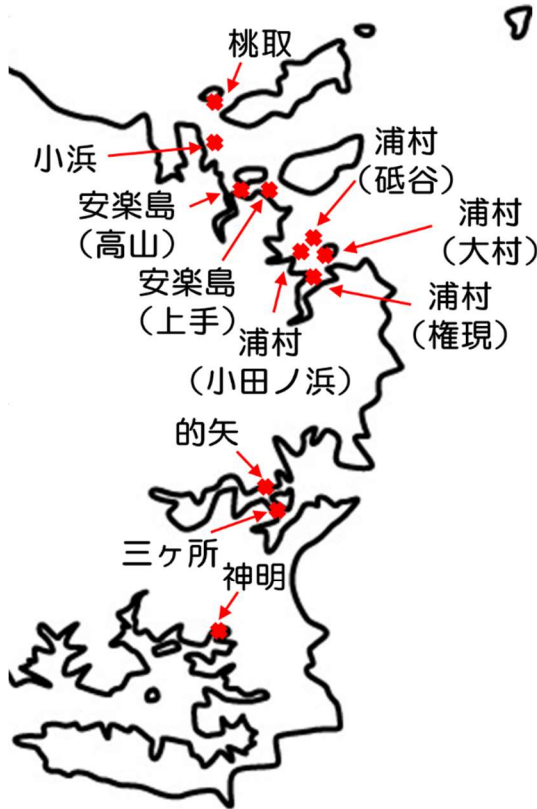 桃取
小浜
浦村
（砥谷）
安楽島
（高山）
浦村
（大村）
安楽島
（上手）
浦村
（権現）
浦村
（小田ノ浜）
的矢
三ヶ所
神明